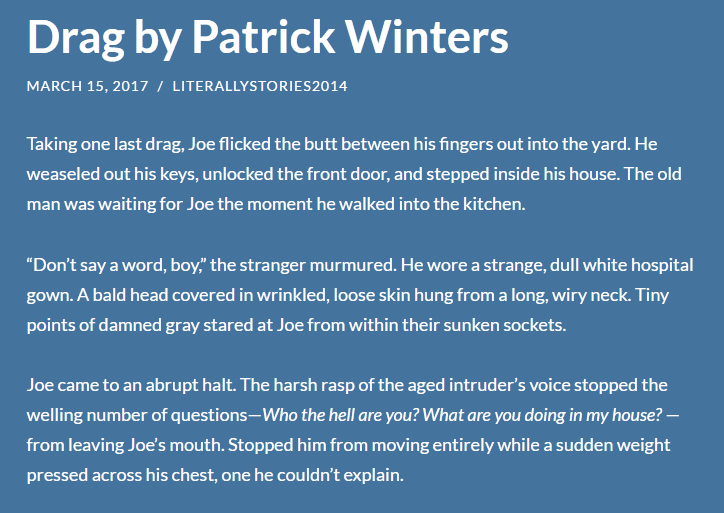 Drag by Patrick Winters
MARCH 15, 2017 / LITERALLYSTORIES2014
Taking one last drag, Joe flicked the butt between his fingers out into the yard. He
weaseled out his keys, unlocked the front door, and stepped inside his house. The old
man was waiting for Joe the moment he walked into the kitchen.
“Don’t say a word, boy,” the stranger murmured. He wore a strange, dull white hospital
gown. A bald head covered in wrinkled, loose skin hung from a long, wiry neck. Tiny
points of damned gray stared at Joe from within their sunken sockets.
Joe came to an abrupt halt. The harsh rasp of the aged intruder’s voice stopped the
welling number of questions—Who the hell are you? What are you doing in my house? —
from leaving Joe’s mouth. Stopped him from moving entirely while a sudden weight
pressed across his chest, one he couldn’t explain.